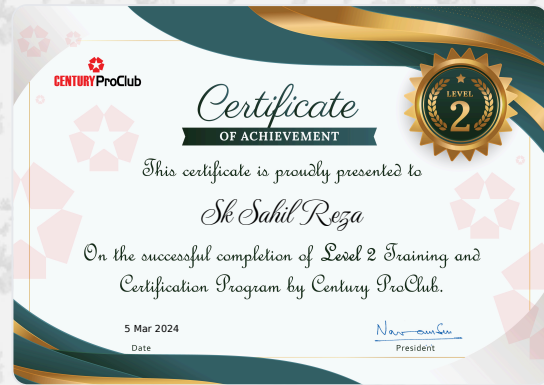 CENTURY ProClub
LEVEL
2
Certificate
OF ACHIEVEMENT
This certificate is proudly presented to
Sk Sahil Reza
On the successful completion of Level 2 Training and
Certification Program by Century ProClub.
5 Mar 2024
Date
President